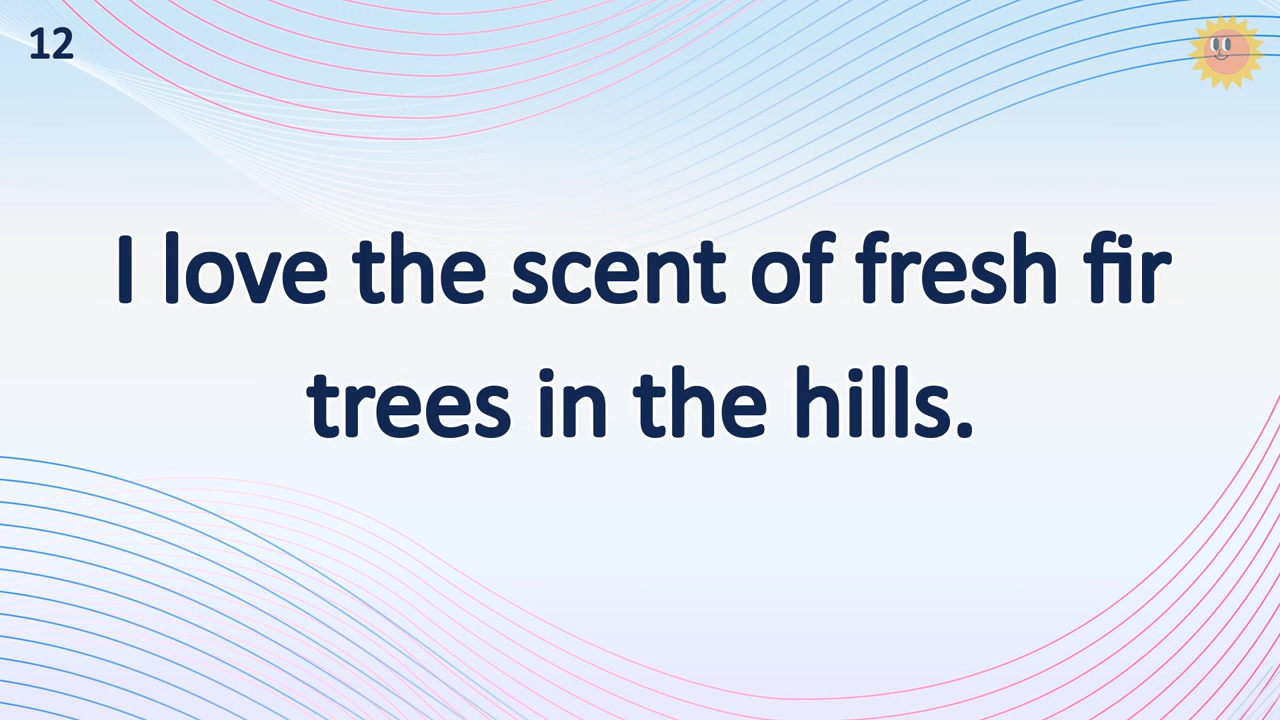 12
I love the scent of fresh fir
trees in the hills.